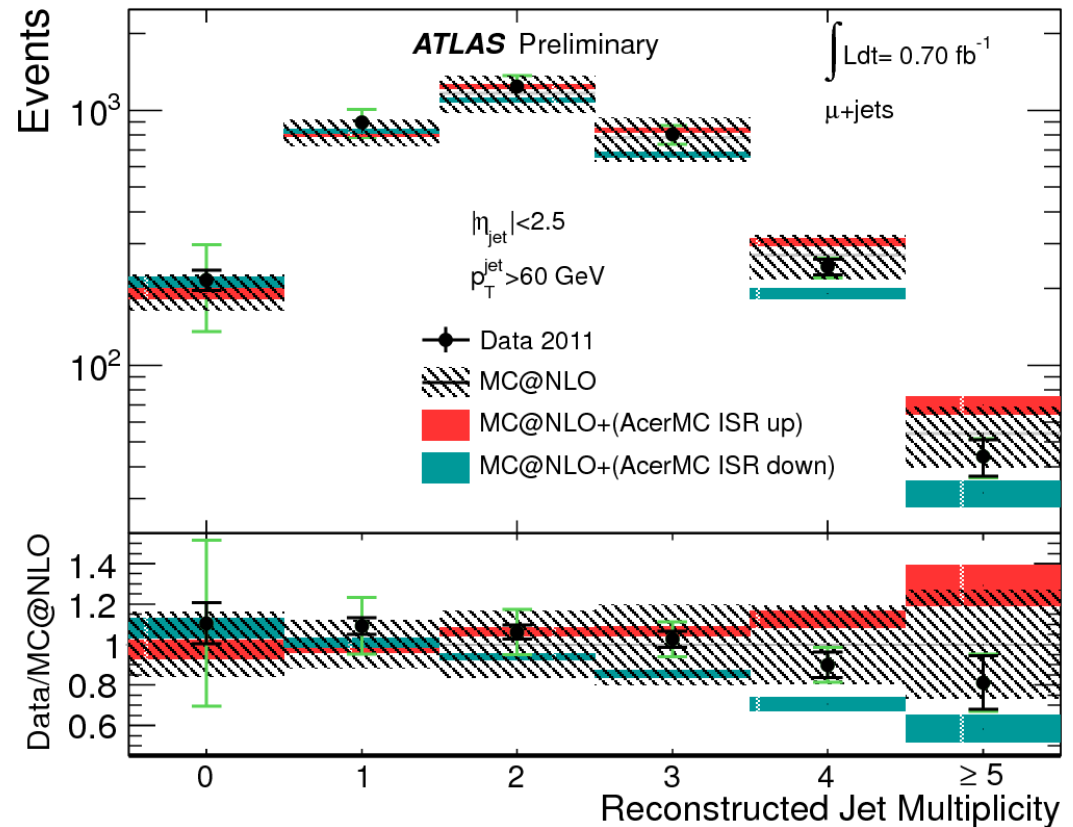 Events
10³
10²
ATLAS Preliminary
∫Ldt= 0.70 fb⁻¹
μ+jets
|η_jet|<2.5
p_T^jet>60 GeV
Data 2011
MC@NLO
MC@NLO+(AcerMC ISR up)
MC@NLO+(AcerMC ISR down)
Data/MC@NLO
1.4
1.2
1
0.8
0.6
0 1 2 3 4 ≥ 5
Reconstructed Jet Multiplicity